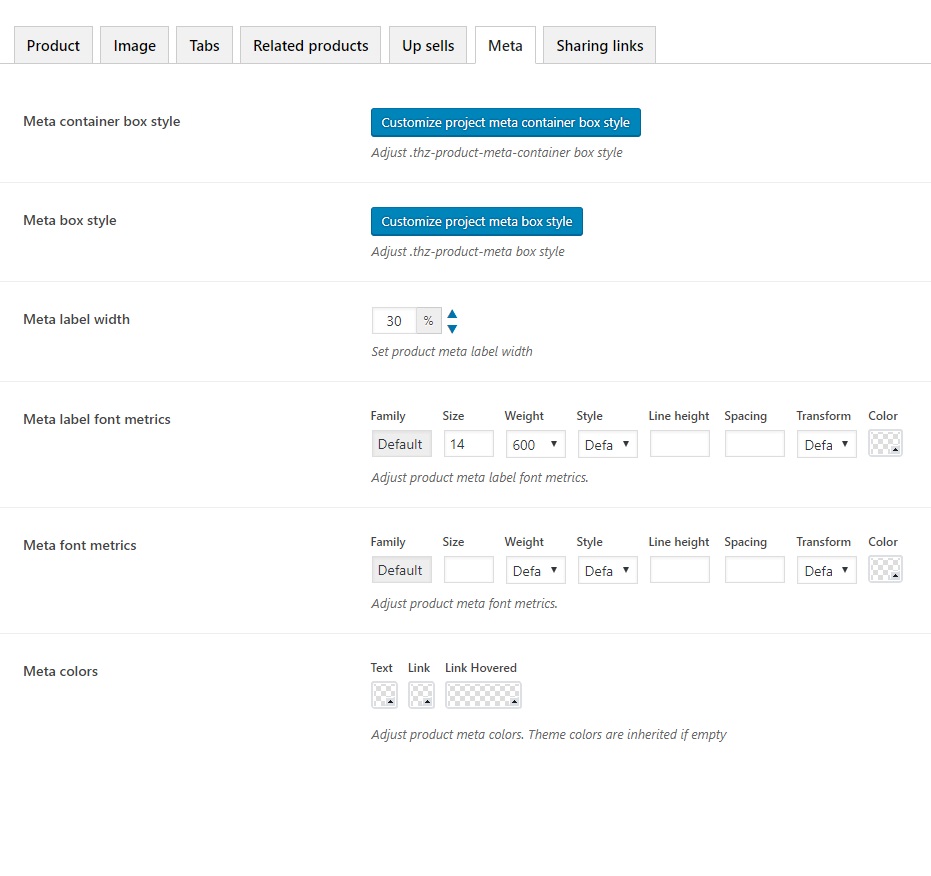 Product Image Tabs Related products Up sells Meta Sharing links
Meta container box style Customize project meta container box style
Adjust .thz-product-meta-container box style
Meta box style Customize project meta box style
Adjust .thz-product-meta box style
Meta label width 30 %
Set product meta label width
Meta label font metrics Family Size Weight Style Line height Spacing Transform Color
Default 14 600 Defa Defa
Adjust product meta label font metrics.
Meta font metrics Family Size Weight Style Line height Spacing Transform Color
Default Defa Defa Defa
Adjust product meta font metrics.
Meta colors Text Link Link Hovered
Adjust product meta colors. Theme colors are inherited if empty